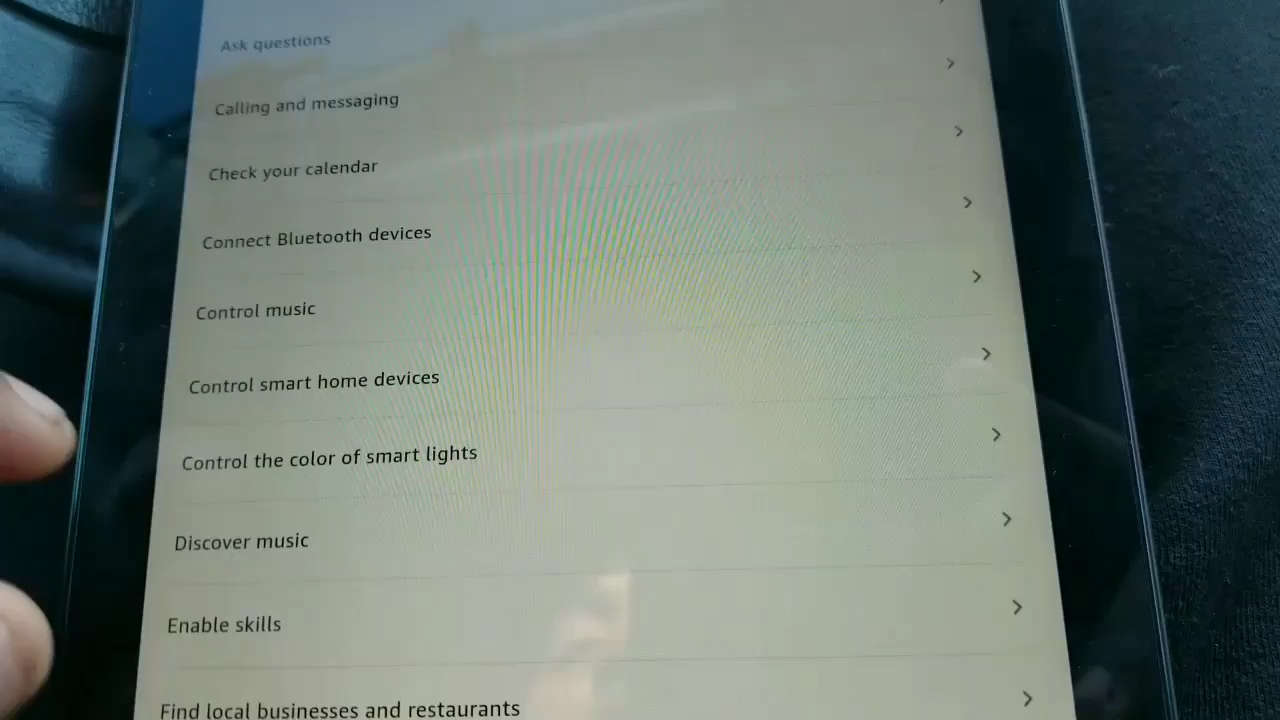 Ask questions
Calling and messaging
Check your calendar
Connect Bluetooth devices
Control music
Control smart home devices
Control the color of smart lights
Discover music
Enable skills
Find local businesses and restaurants